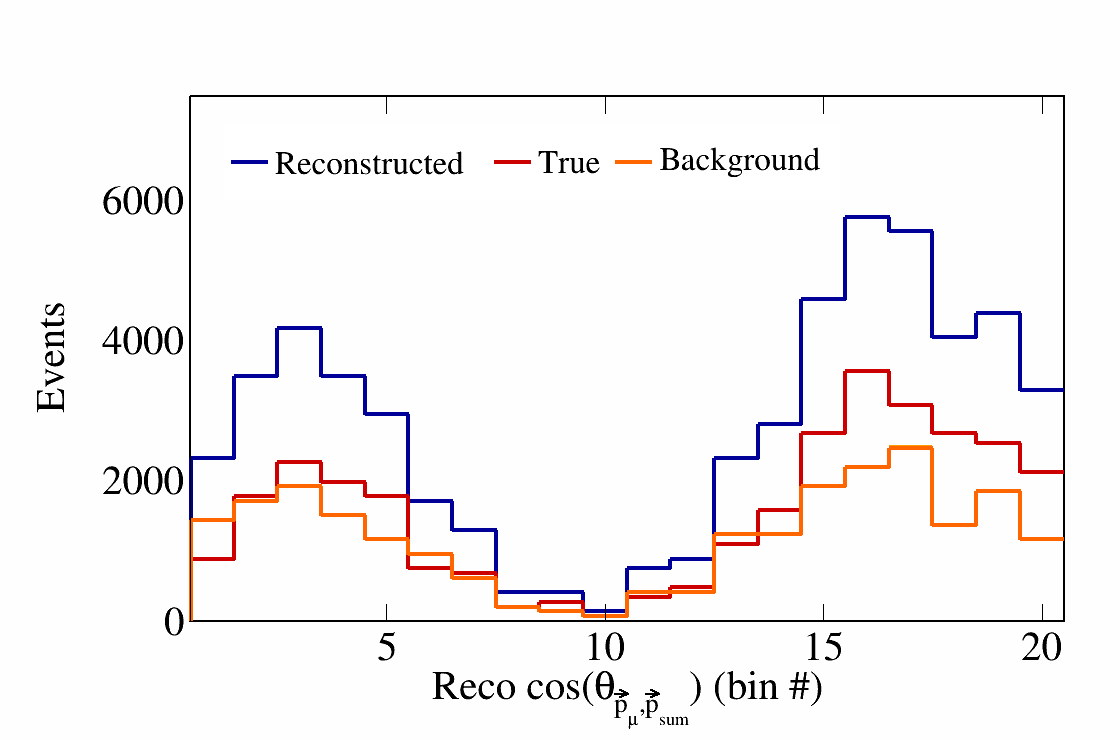 Reconstructed True Background
6000
4000
2000
0
Events
5 10 15 20
Reco cos(θp⃗μ,p⃗sum) (bin #)